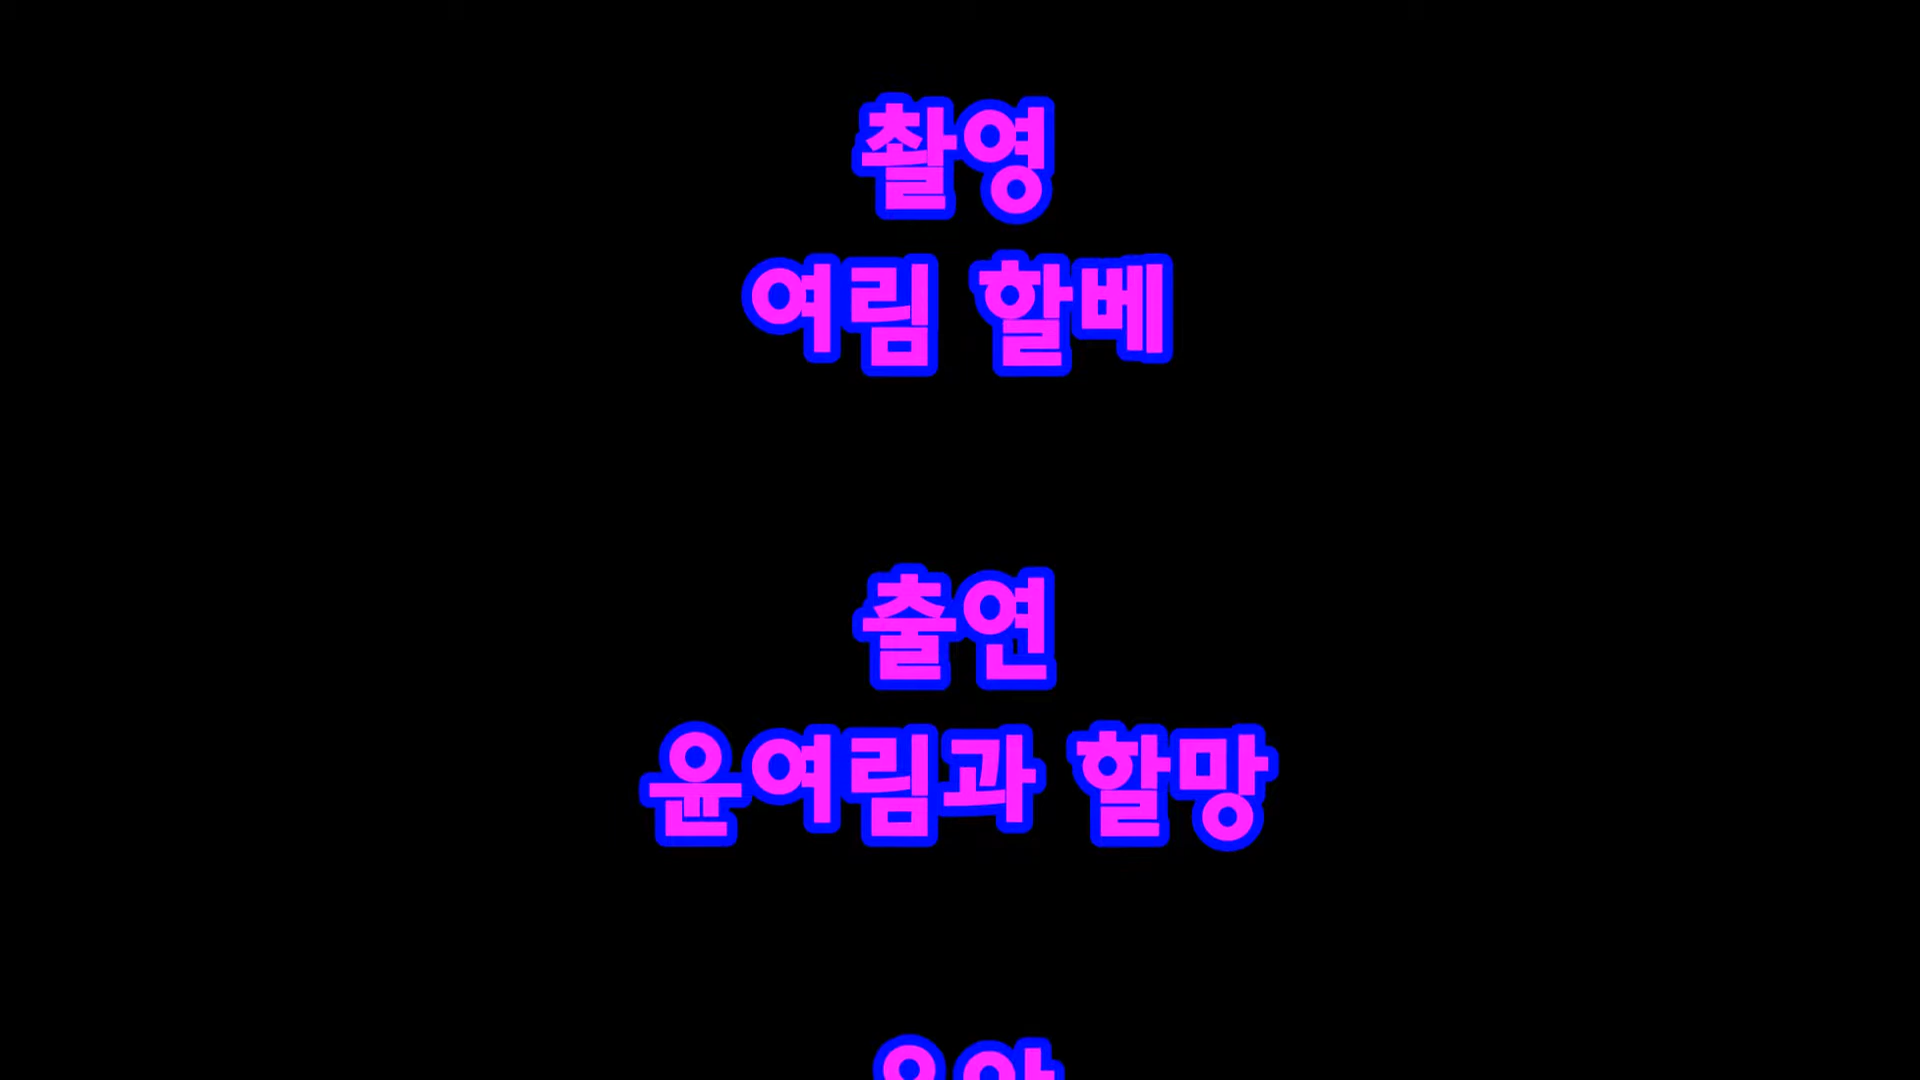 촬영
여림 할베
출연
윤여림과 할망